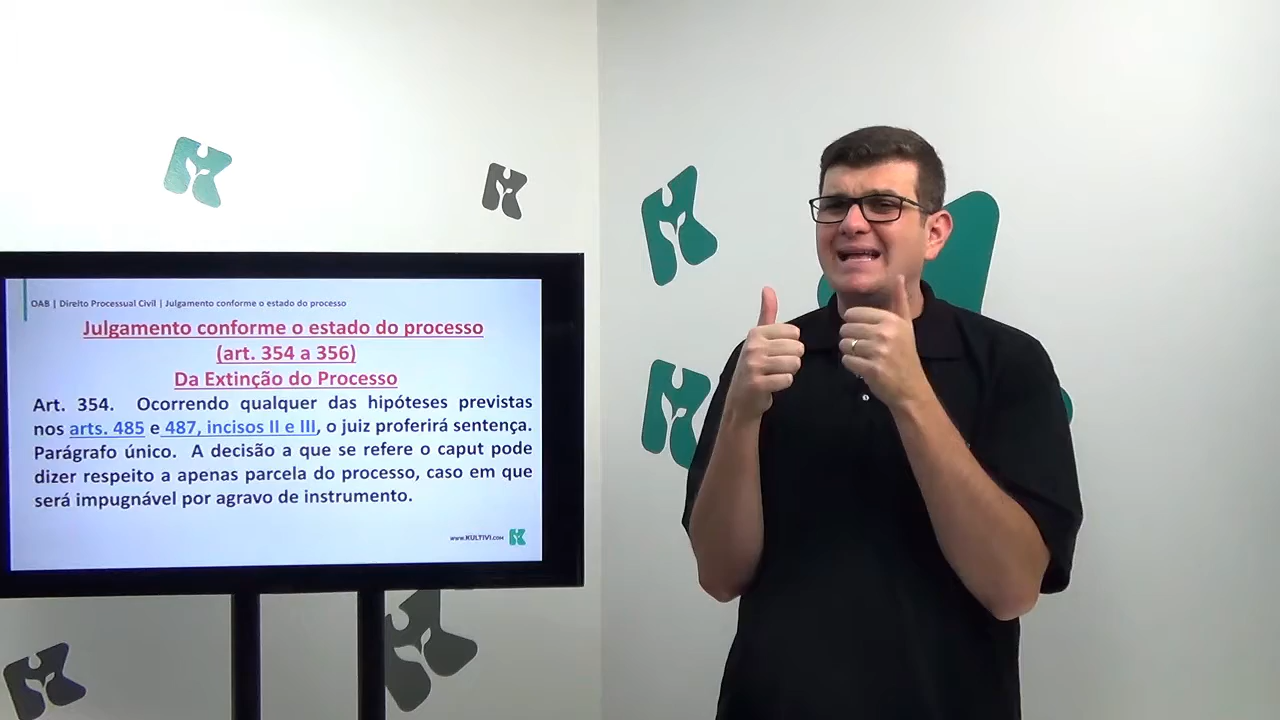 OAB | Direito Processual Civil | Julgamento conforme o estado do processo
Julgamento conforme o estado do processo
(art. 354 a 356)
Da Extinção do Processo
Art. 354. Ocorrendo qualquer das hipóteses previstas
nos arts. 485 e 487, incisos II e III, o juiz proferirá sentença.
Parágrafo único. A decisão a que se refere o caput pode
dizer respeito a apenas parcela do processo, caso em que
será impugnável por agravo de instrumento.
www.KULTIVI.COM